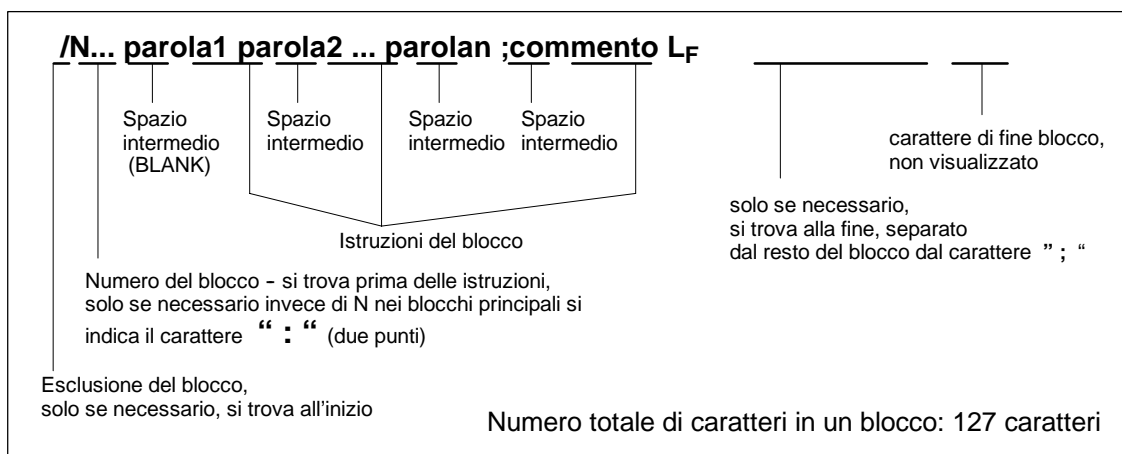 /N... parola1 parola2 ... parolan ;commento LF
Spazio intermedio (BLANK)
Spazio intermedio
Spazio intermedio
Spazio intermedio
carattere di fine blocco,
non visualizzato
solo se necessario,
si trova alla fine, separato
dal resto del blocco dal carattere ” ; “
Istruzioni del blocco
Numero del blocco - si trova prima delle istruzioni,
solo se necessario invece di N nei blocchi principali si
indica il carattere “ : “ (due punti)
Esclusione del blocco,
solo se necessario, si trova all'inizio
Numero totale di caratteri in un blocco: 127 caratteri